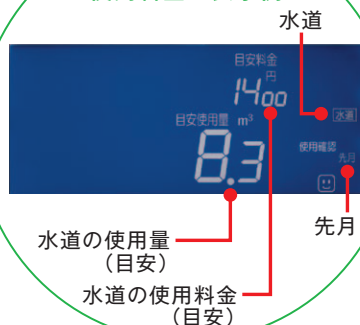 水道
目安料金
円
1400
水道
目安使用量 m³
8.3
使用確認
先月
先月
水道の使用量
(目安)
水道の使用料金
(目安)